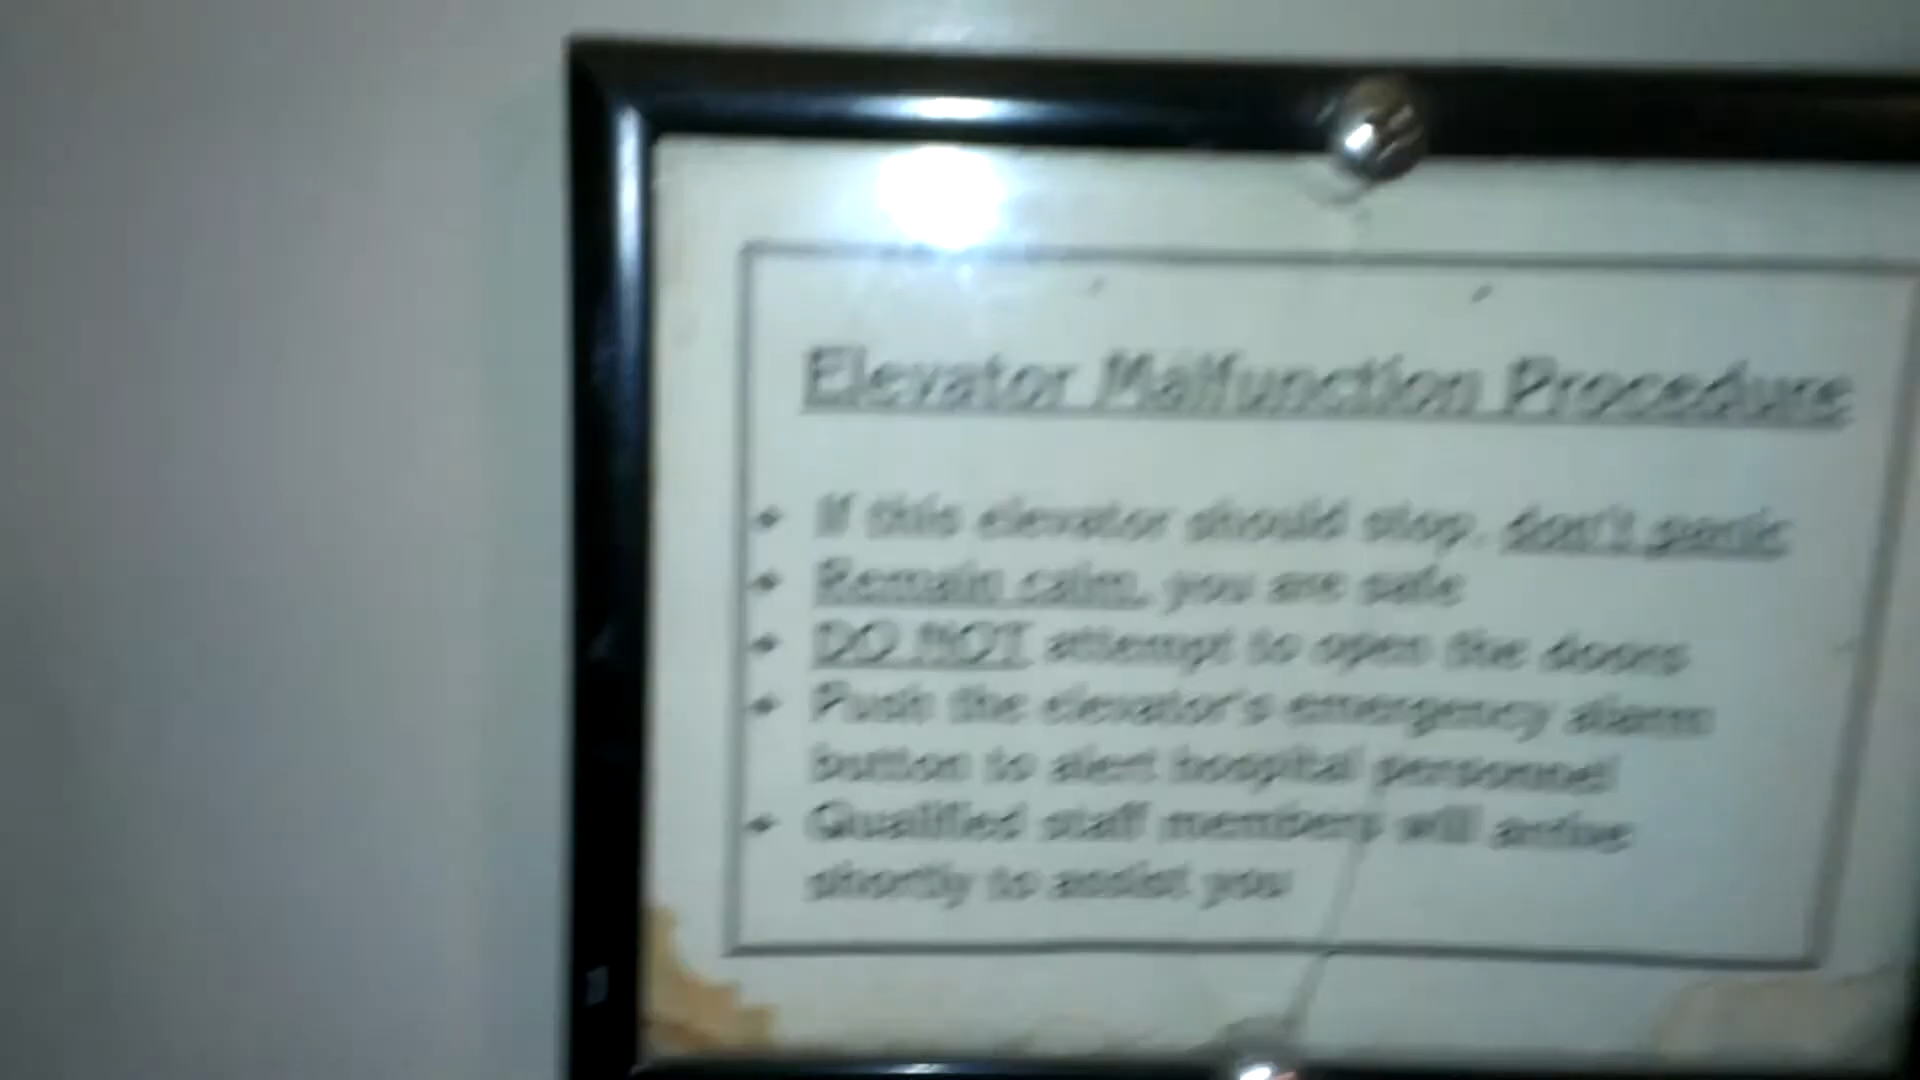 Elevator Malfunction Procedure
If this elevator should stop, don't panic
Remain calm, you are safe
DO NOT attempt to open the doors
Push the elevator's emergency alarm
button to alert hospital personnel
Qualified staff members will arrive
shortly to assist you